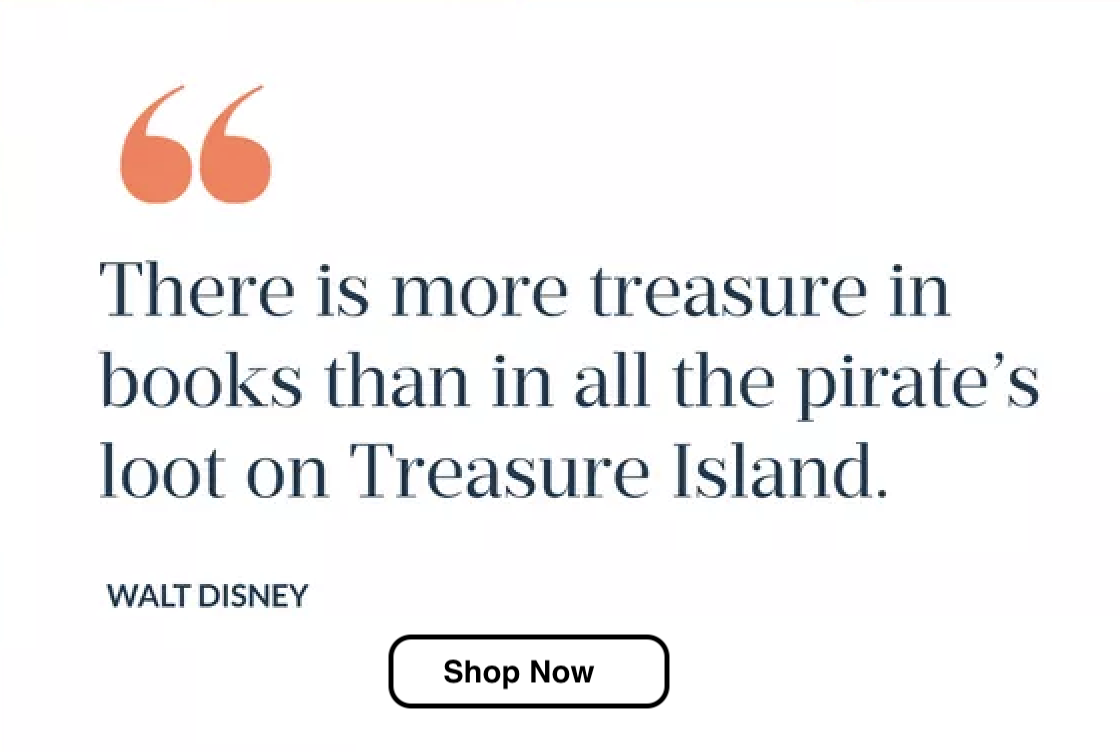 “
There is more treasure in
books than in all the pirate’s
loot on Treasure Island.
WALT DISNEY
Shop Now